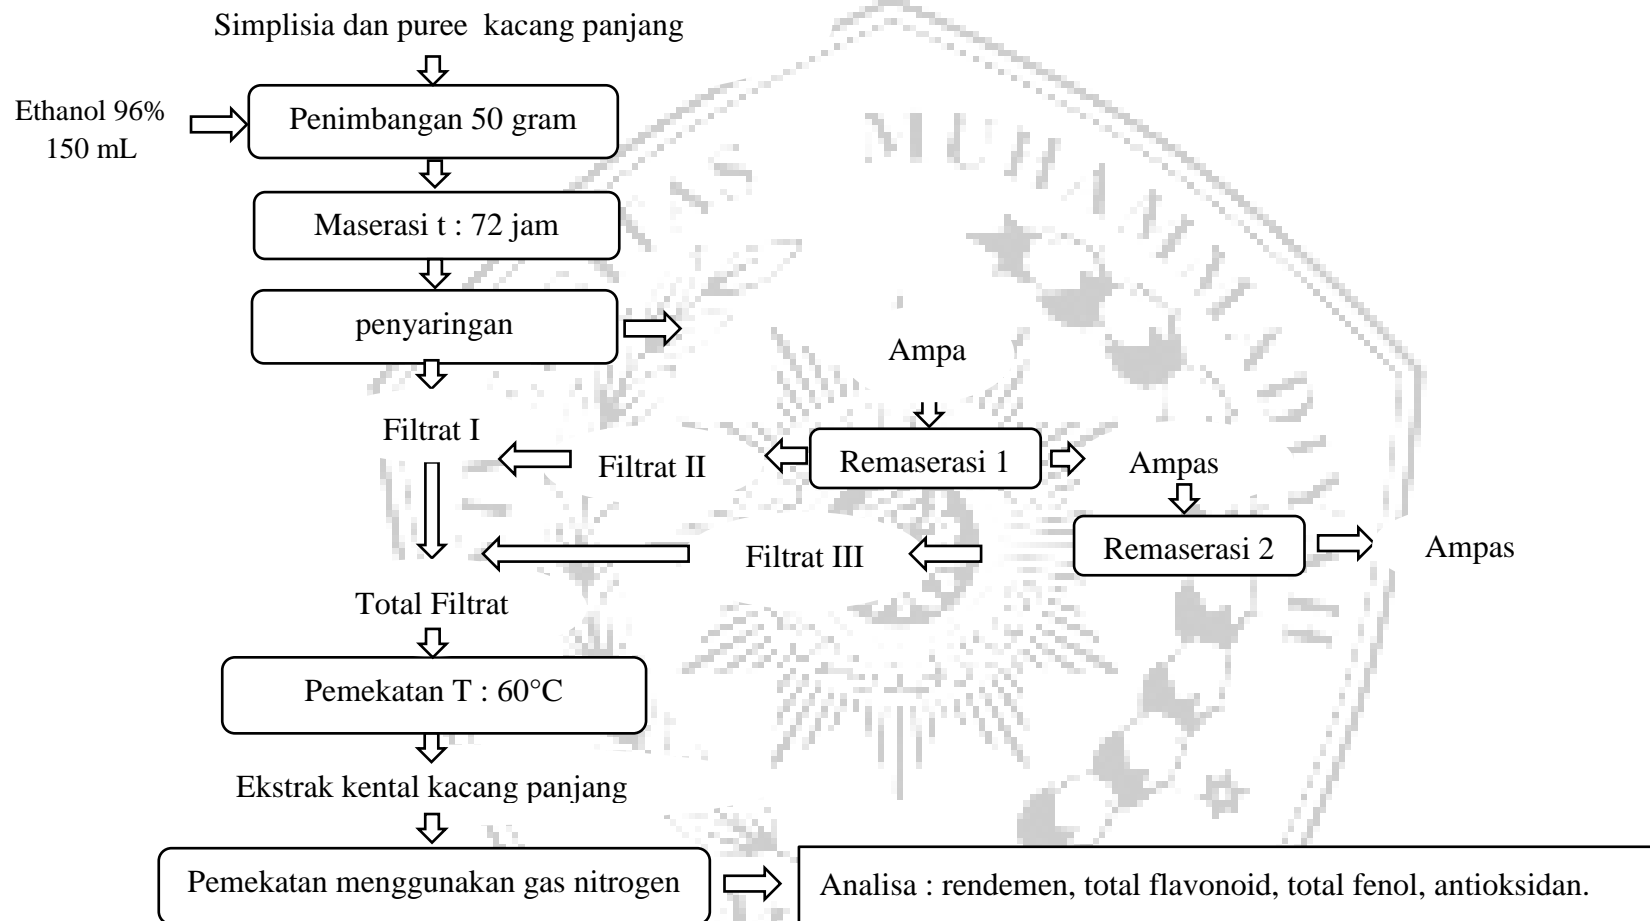 Simplisia dan puree kacang panjang
Ethanol 96%
150 mL
Penimbangan 50 gram
Maserasi t : 72 jam
penyaringan
Ampa
Filtrat I
Filtrat II
Remaserasi 1
Ampas
Filtrat III
Remaserasi 2
Ampas
Total Filtrat
Pemekatan T : 60°C
Ekstrak kental kacang panjang
Pemekatan menggunakan gas nitrogen
Analisa : rendemen, total flavonoid, total fenol, antioksidan.